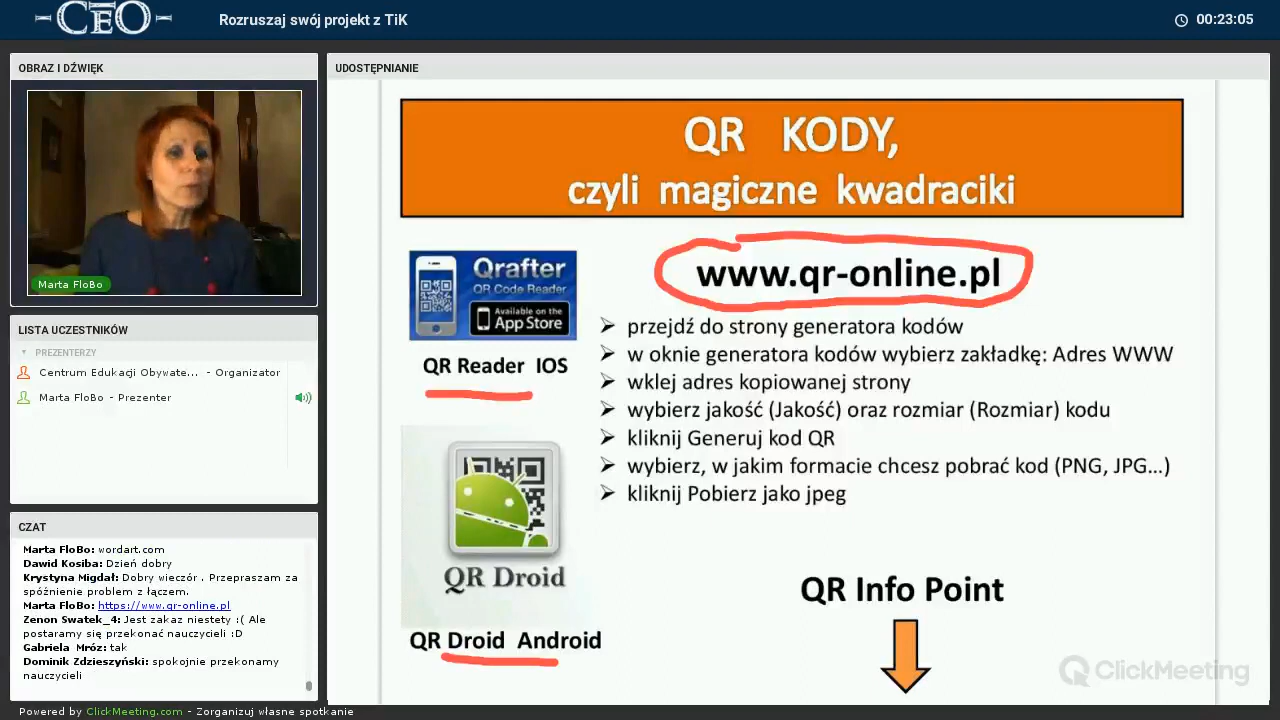 CEO
Rozruszaj swój projekt z TiK
00:23:05
OBRAZ I DŹWIĘK
Marta FloBo
LISTA UCZESTNIKÓW
PREZENTERZY
Centrum Edukacji Obywate... - Organizator
Marta FloBo - Prezenter
CZAT
Marta FloBo: wordart.com
Dawid Kosiba: Dzień dobry
Krystyna Migdał: Dobry wieczór . Przepraszam za
spóźnienie problem z łączem.
Marta FloBo: https://www.qr-online.pl
Zenon Swatek_4: Jest zakaz niestety :( Ale
postaramy się przekonać nauczycieli :D
Gabriela Mróz: tak
Dominik Zdzieszyński: spokojnie przekonamy
nauczycieli
UDOSTĘPNIANIE
QR KODY,
czyli magiczne kwadraciki
Qrafter
QR Code Reader
Available on the
App Store
QR Reader IOS
QR Droid
QR Droid Android
www.qr-online.pl
przejdź do strony generatora kodów
w oknie generatora kodów wybierz zakładkę: Adres WWW
wklej adres kopiowanej strony
wybierz jakość (Jakość) oraz rozmiar (Rozmiar) kodu
kliknij Generuj kod QR
wybierz, w jakim formacie chcesz pobrać kod (PNG, JPG...)
kliknij Pobierz jako jpeg
QR Info Point
ClickMeeting
Powered by ClickMeeting.com - Zorganizuj własne spotkanie